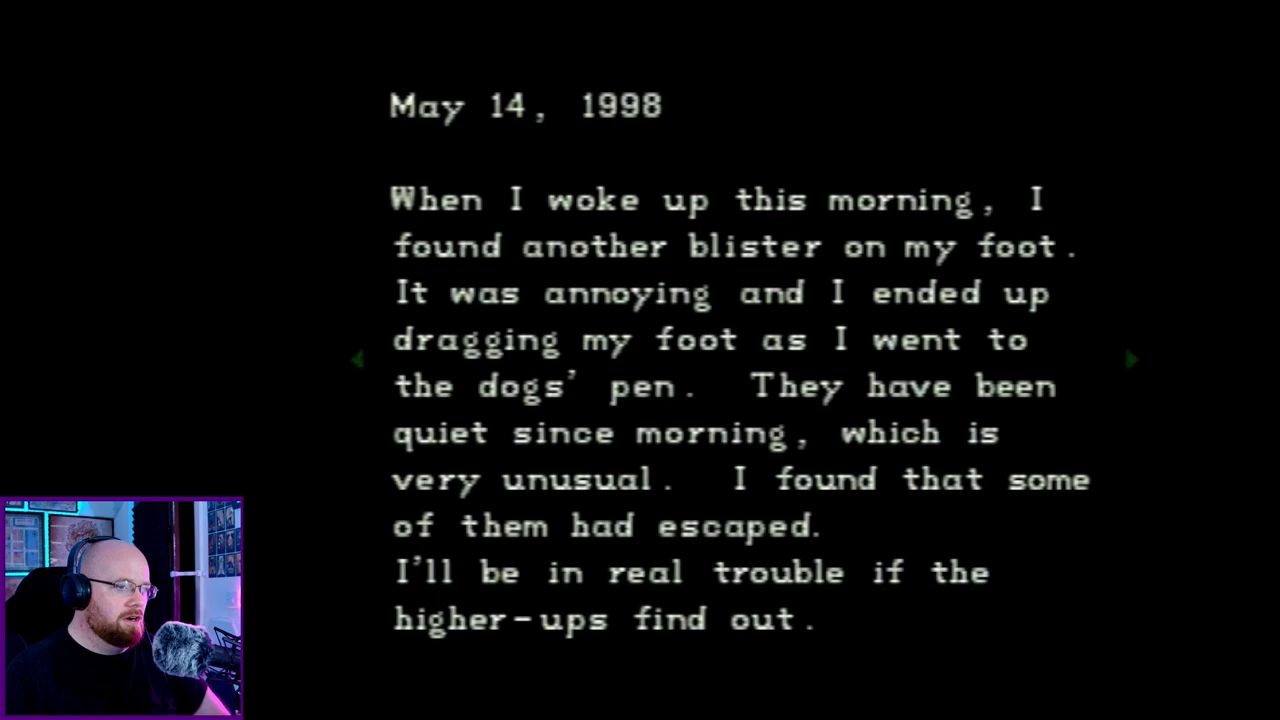 May 14, 1998
When I woke up this morning, I
found another blister on my foot.
It was annoying and I ended up
dragging my foot as I went to
the dogs' pen. They have been
quiet since morning, which is
very unusual. I found that some
of them had escaped.
I'll be in real trouble if the
higher-ups find out.